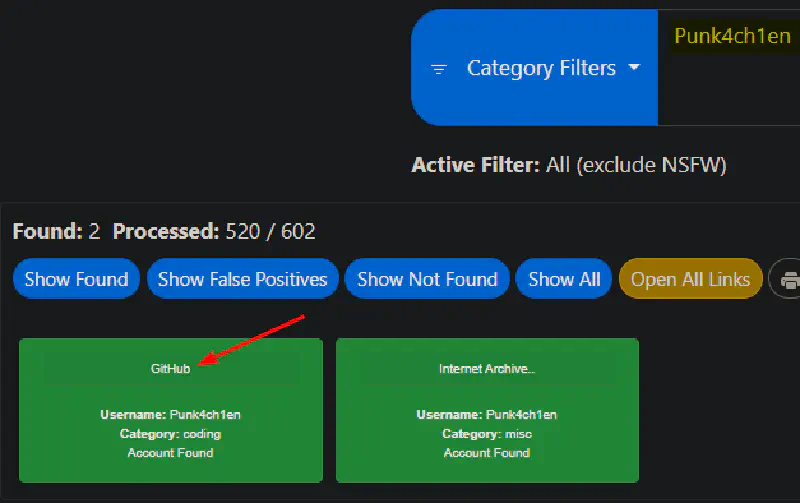 Punk4ch1en
Category Filters
Active Filter: All (exclude NSFW)
Found: 2 Processed: 520 / 602
Show Found Show False Positives Show Not Found Show All Open All Links
GitHub
Username: Punk4ch1en
Category: coding
Account Found
Internet Archive...
Username: Punk4ch1en
Category: misc
Account Found